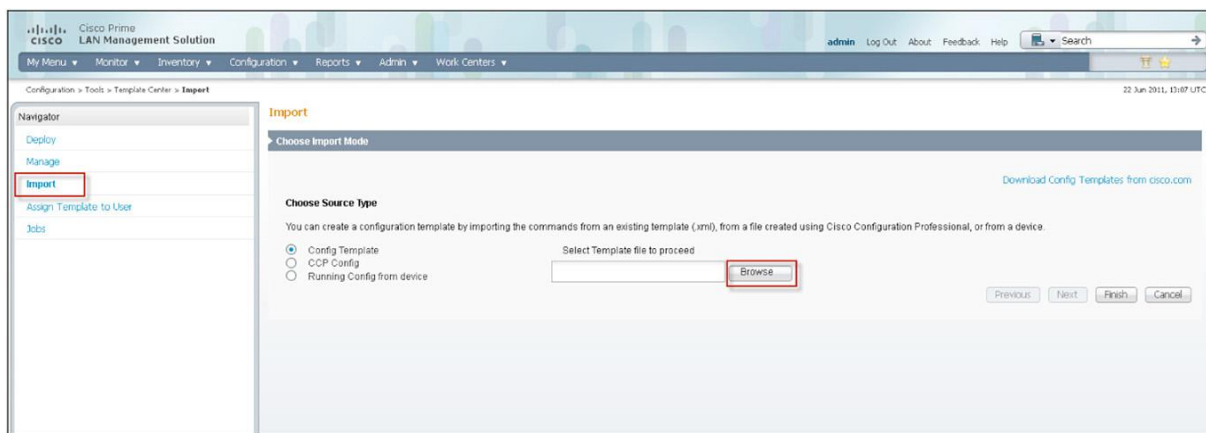 Cisco Prime
CISCO LAN Management Solution
admin Log Out About Feedback Help Search
My Menu Monitor Inventory Configuration Reports Admin Work Centers
Configuration > Tools > Template Center > Import
22 Jun 2011, 13:07 UTC
Navigator
Deploy
Manage
Import
Assign Template to User
Jobs
Import
Choose Import Mode
Download Config Templates from cisco.com
Choose Source Type
You can create a configuration template by importing the commands from an existing template (.xml), from a file created using Cisco Configuration Professional, or from a device.
Config Template
CCP Config
Running Config from device
Select Template file to proceed
Browse
Previous Next Finish Cancel